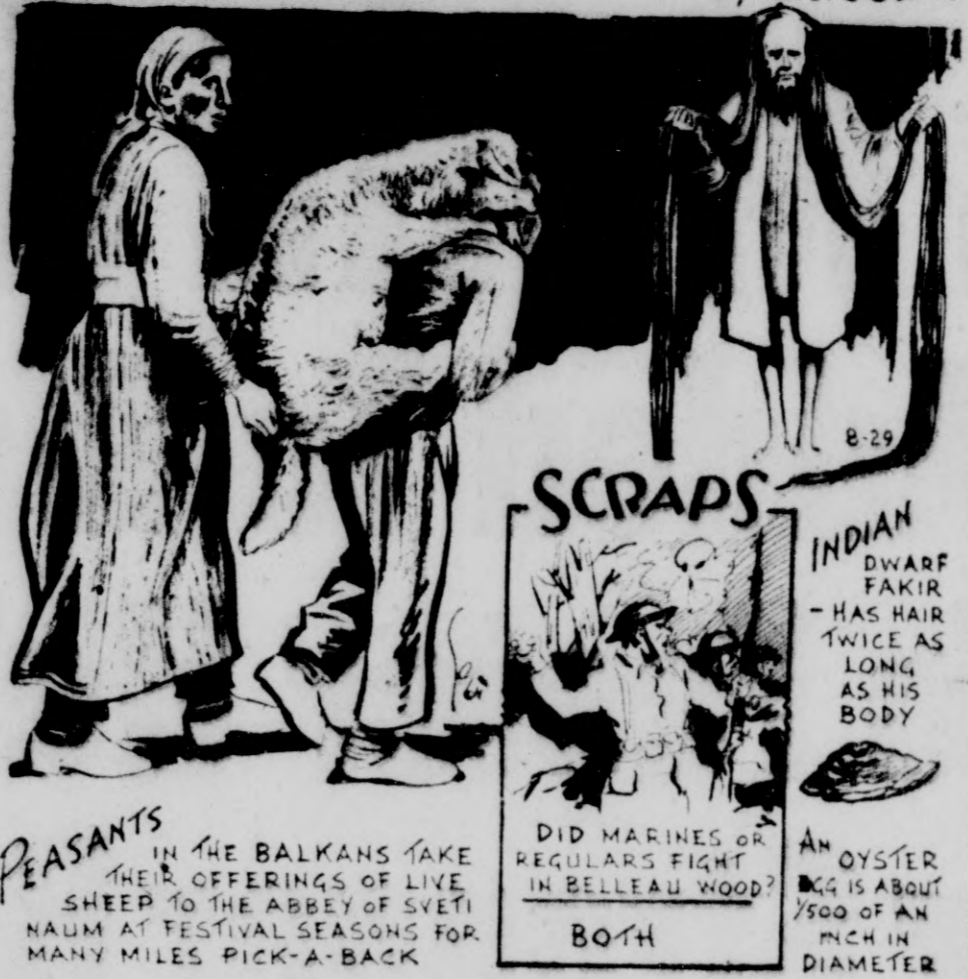 8-29
SCRAPS
INDIAN
DWARF
FAKIR
- HAS HAIR
TWICE AS
LONG
AS HIS
BODY
PEASANTS
IN THE BALKANS TAKE
THEIR OFFERINGS OF LIVE
SHEEP TO THE ABBEY OF SVETI
NAUM AT FESTIVAL SEASONS FOR
MANY MILES PICK-A-BACK
DID MARINES OR
REGULARS FIGHT
IN BELLEAU WOOD?
BOTH
AN
OYSTER
EGG IS ABOUT
1/500 OF AN
INCH IN
DIAMETER